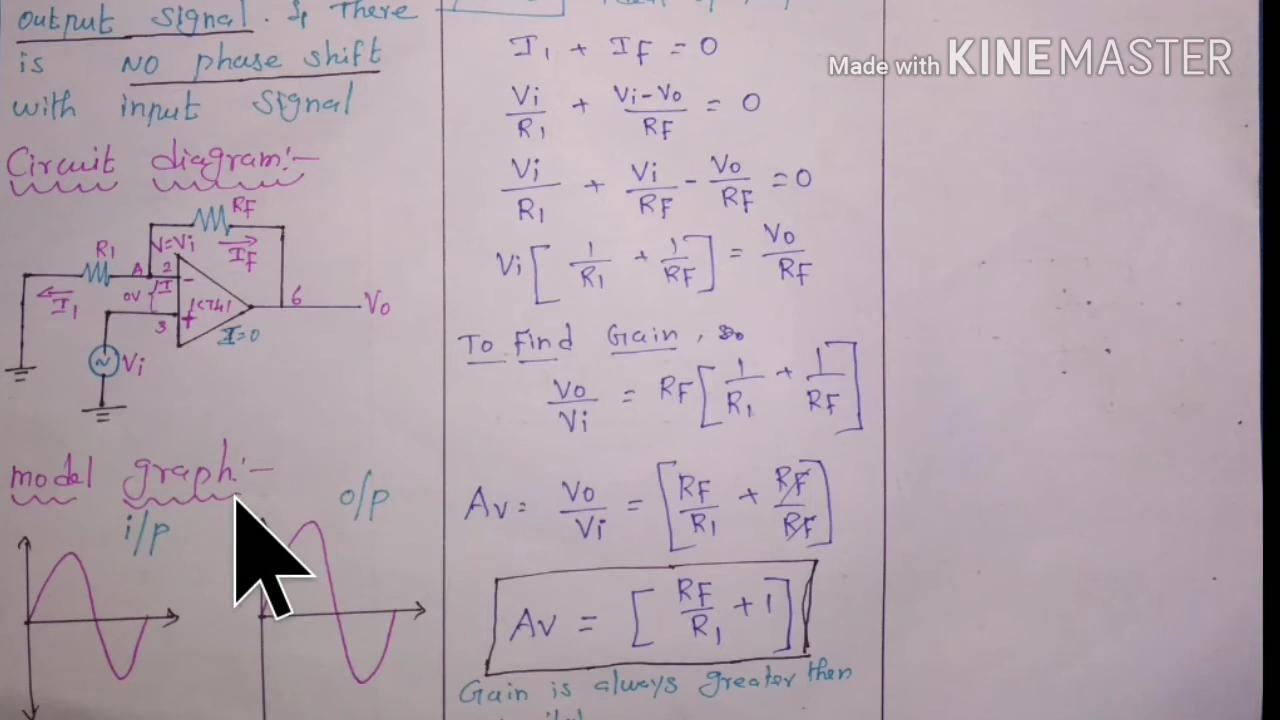 output signal. If there
is NO phase shift
with input signal
Circuit diagram:-
RF
R1 V=Vi IF
A 2 -
I1 0V I IC741 6 Vo
3 + I=0
Vi
model graph:-
i/p o/p
I1 + IF = 0
Vi/R1 + Vi-Vo/RF = 0
Vi/R1 + Vi/RF - Vo/RF = 0
Vi[1/R1 + 1/RF] = Vo/RF
To Find Gain, so
Vo/Vi = RF[1/R1 + 1/RF]
Av= Vo/Vi = [RF/R1 + RF/RF]
Av = [RF/R1 + 1]
Gain is always greater then
Made with KINEMASTER